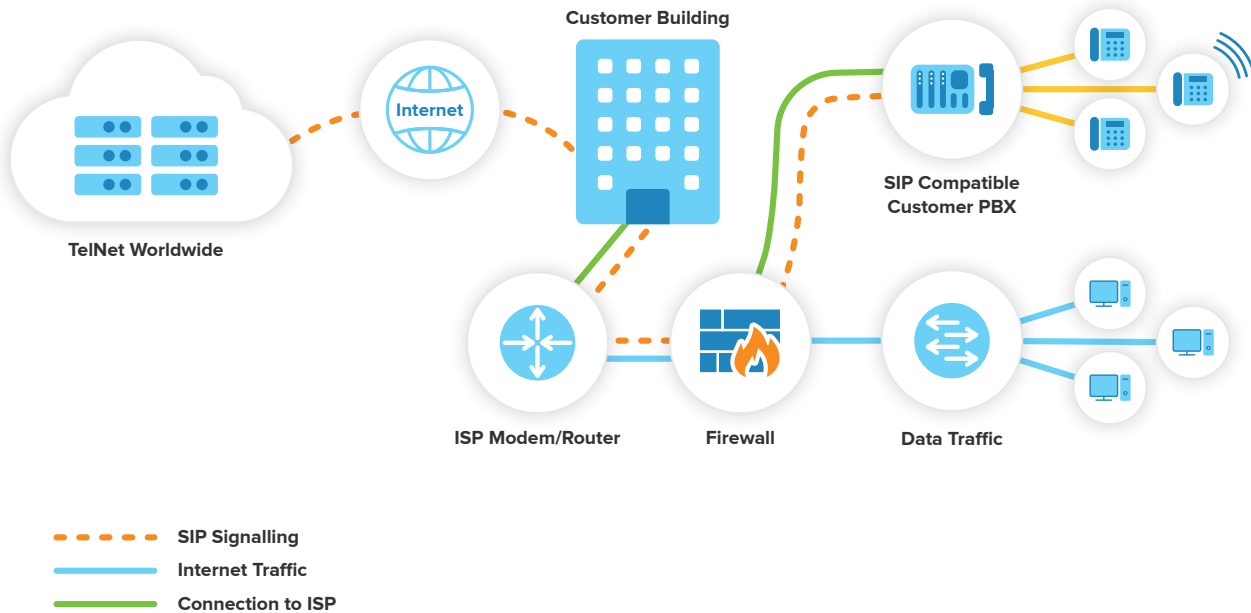 Customer Building
Internet
TelNet Worldwide
SIP Compatible
Customer PBX
ISP Modem/Router
Firewall
Data Traffic
SIP Signalling
Internet Traffic
Connection to ISP